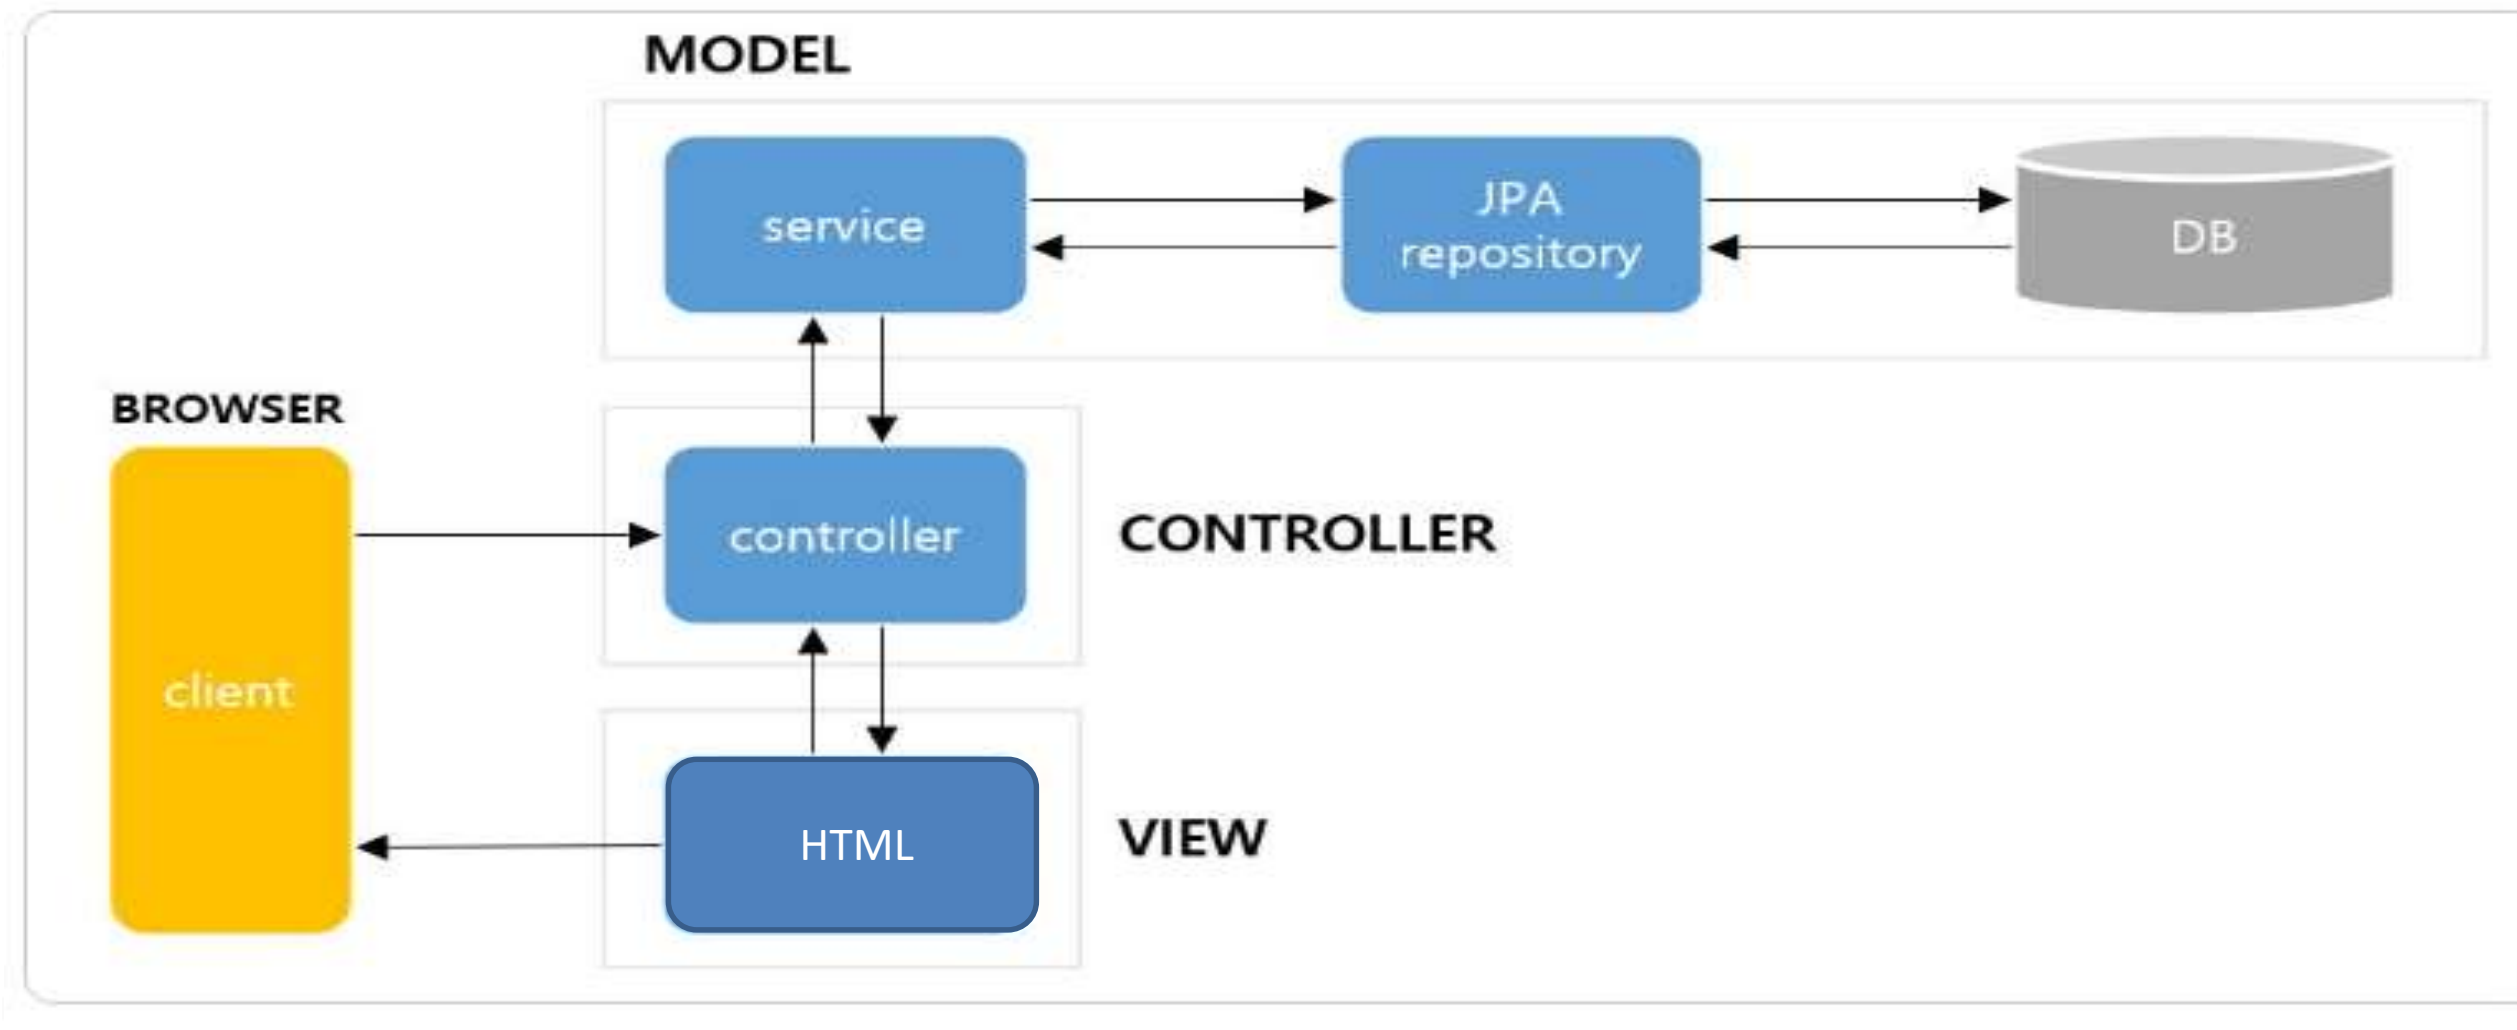 MODEL
service
JPA
repository
DB
BROWSER
client
controller
CONTROLLER
HTML
VIEW